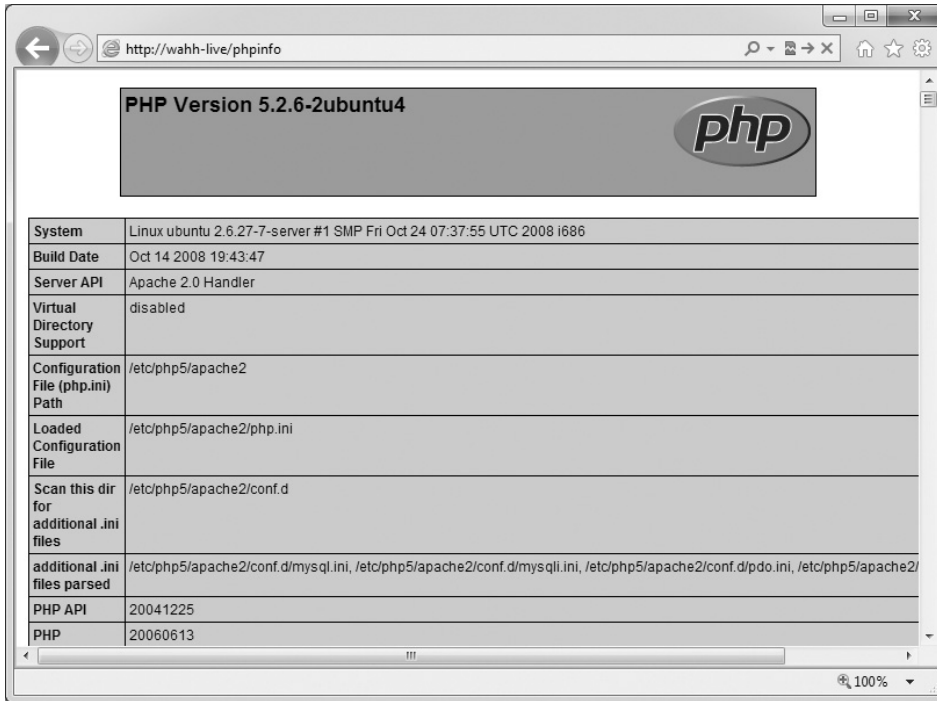 http://wahh-live/phpinfo
PHP Version 5.2.6-2ubuntu4
php
System Linux ubuntu 2.6.27-7-server #1 SMP Fri Oct 24 07:37:55 UTC 2008 i686
Build Date Oct 14 2008 19:43:47
Server API Apache 2.0 Handler
Virtual disabled
Directory
Support
Configuration /etc/php5/apache2
File (php.ini)
Path
Loaded /etc/php5/apache2/php.ini
Configuration
File
Scan this dir /etc/php5/apache2/conf.d
for
additional .ini
files
additional .ini /etc/php5/apache2/conf.d/mysql.ini, /etc/php5/apache2/conf.d/mysqli.ini, /etc/php5/apache2/conf.d/pdo.ini, /etc/php5/apache2/
files parsed
PHP API 20041225
PHP 20060613
100%